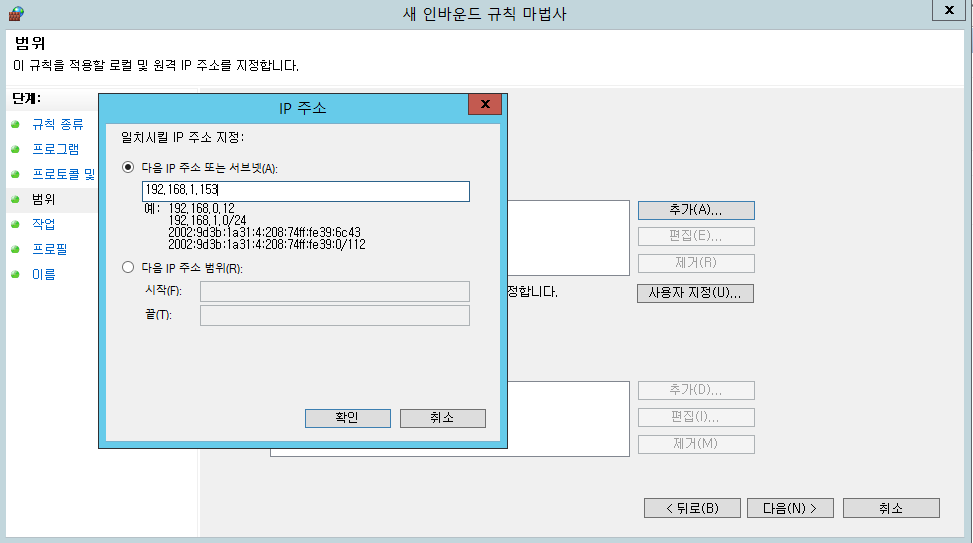 새 인바운드 규칙 마법사
x
범위
이 규칙을 적용할 로컬 및 원격 IP 주소를 지정합니다.
단계:
규칙 종류
프로그램
프로토콜 및
범위
작업
프로필
이름
IP 주소
x
일치시킬 IP 주소 지정:
다음 IP 주소 또는 서브넷(A):
192.168.1.153
예: 192.168.0.12
192.168.1.0/24
2002:9d3b:1a31:4:208:74ff:fe39:6c43
2002:9d3b:1a31:4:208:74ff:fe39:0/112
다음 IP 주소 범위(R):
시작(F):
끝(T):
확인
취소
추가(A)...
편집(E)...
제거(R)
정합니다.
사용자 지정(U)...
추가(D)...
편집(I)...
제거(M)
< 뒤로(B)
다음(N) >
취소